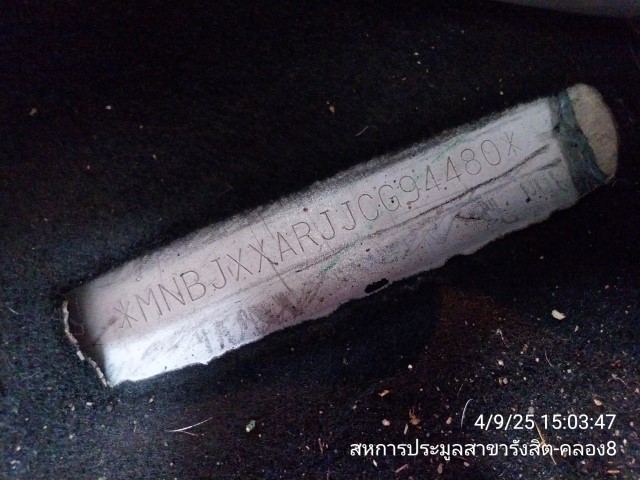 *MNBJXXARJJCG94480*
4/9/25 15:03:47
สหการประมูลสาขารังสิต-คลอง8